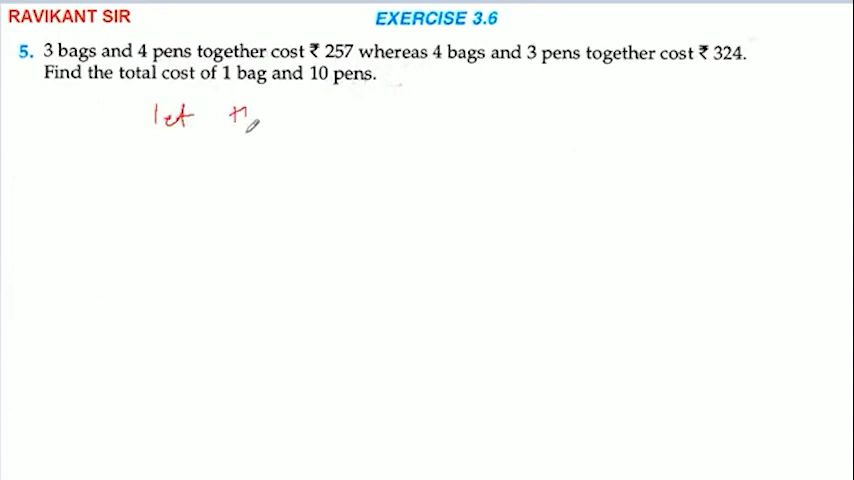 RAVIKANT SIR
EXERCISE 3.6
5. 3 bags and 4 pens together cost ₹ 257 whereas 4 bags and 3 pens together cost ₹ 324.
Find the total cost of 1 bag and 10 pens.
let